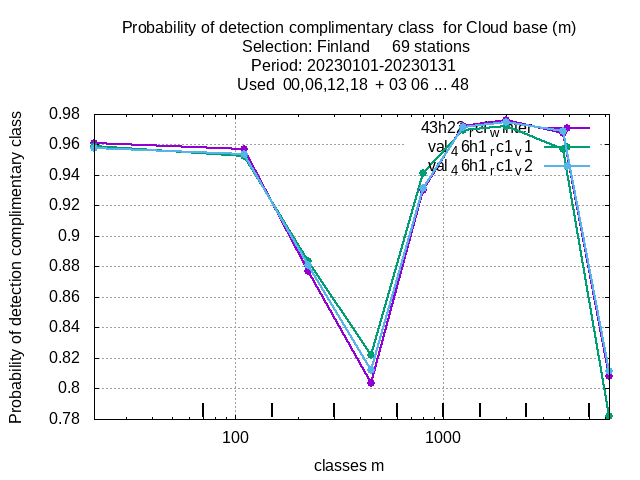 Probability of detection complimentary class for Cloud base (m)
Selection: Finland 69 stations
Period: 20230101-20230131
Used 00,06,12,18 + 03 06 ... 48
Probability of detection complimentary class
0.98
0.96
0.94
0.92
0.9
0.88
0.86
0.84
0.82
0.8
0.78
val_46h1_rc1_v1
val_46h1_rc1_v2
100
1000
classes m